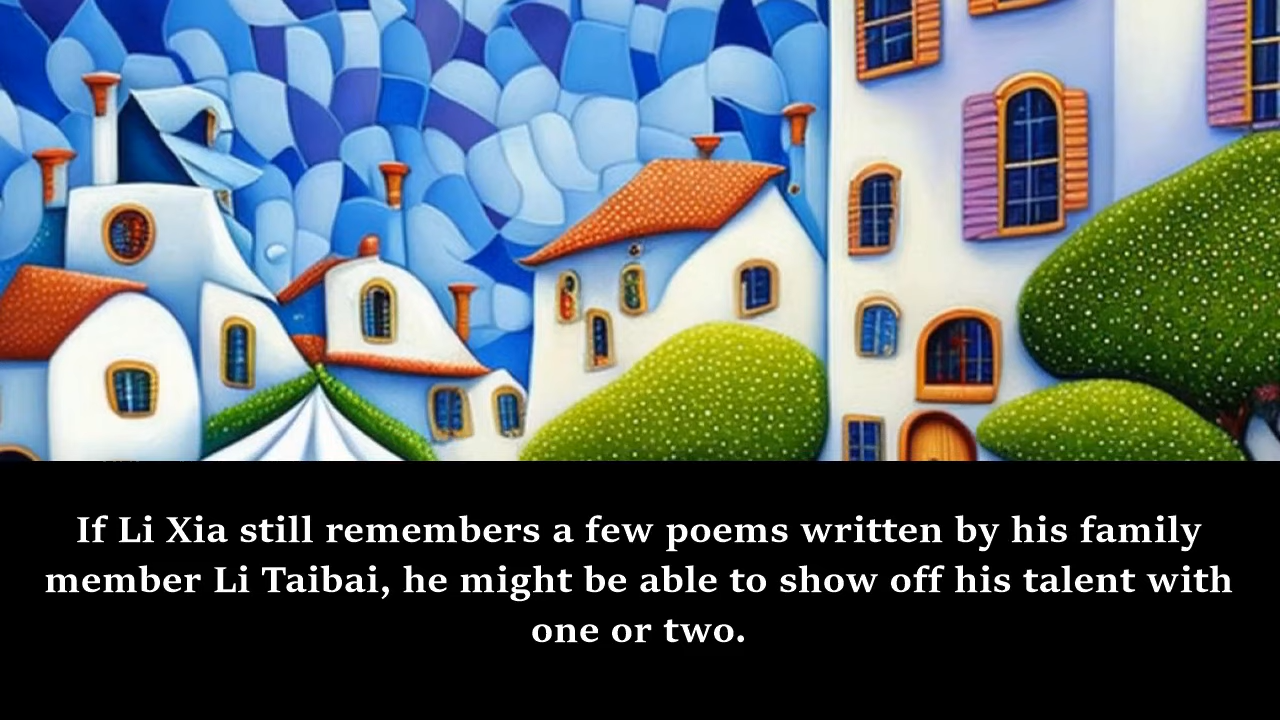 If Li Xia still remembers a few poems written by his family
member Li Taibai, he might be able to show off his talent with
one or two.